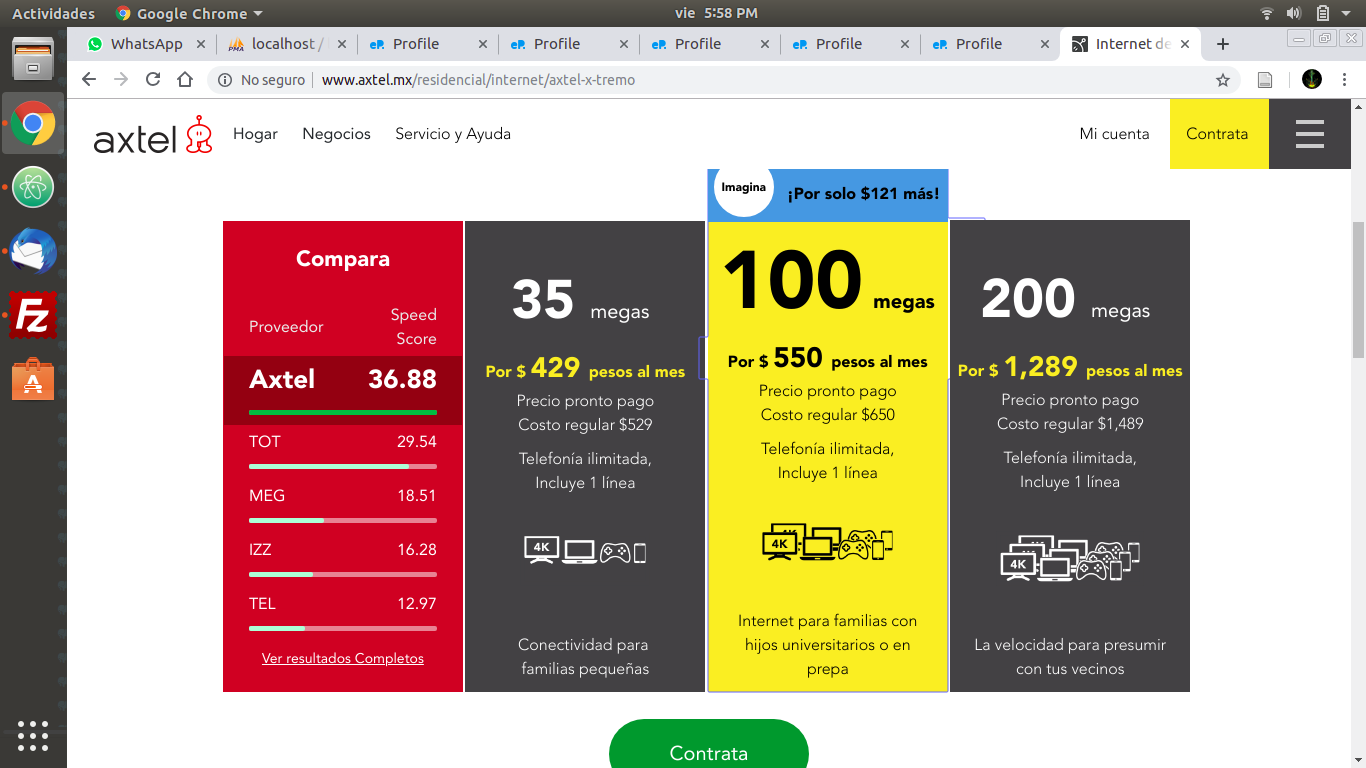 Actividades
Google Chrome
vie 5:58 PM
WhatsApp
localhost /
Profile
Profile
Profile
Profile
Profile
Internet de
No seguro
www.axtel.mx/residencial/internet/axtel-x-tremo
axtel
Hogar
Negocios
Servicio y Ayuda
Mi cuenta
Contrata
Compara
Proveedor
Speed
Score
Axtel 36.88
TOT 29.54
MEG 18.51
IZZ 16.28
TEL 12.97
Ver resultados Completos
35 megas
Por $ 429 pesos al mes
Precio pronto pago
Costo regular $529
Telefonía ilimitada,
Incluye 1 línea
4K
Conectividad para
familias pequeñas
Imagina
¡Por solo $121 más!
100 megas
Por $ 550 pesos al mes
Precio pronto pago
Costo regular $650
Telefonía ilimitada,
Incluye 1 línea
4K
Internet para familias con
hijos universitarios o en
prepa
200 megas
Por $ 1,289 pesos al mes
Precio pronto pago
Costo regular $1,489
Telefonía ilimitada,
Incluye 1 línea
4K
La velocidad para presumir
con tus vecinos
Contrata